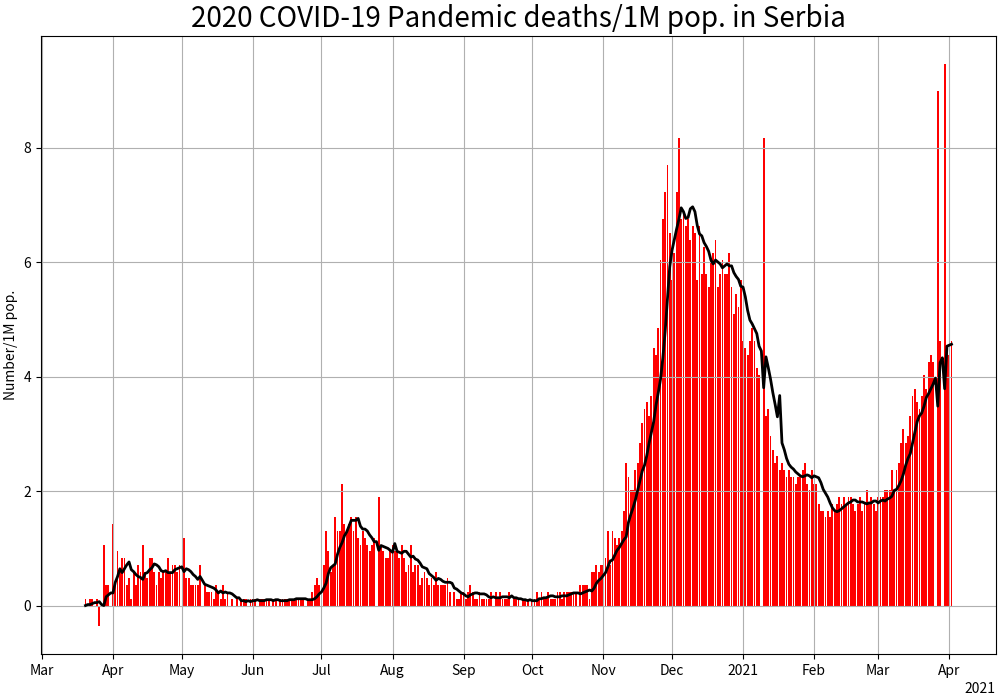 2020 COVID-19 Pandemic deaths/1M pop. in Serbia
Number/1M pop.
8
6
4
2
0
Mar Apr May Jun Jul Aug Sep Oct Nov Dec 2021 Feb Mar Apr
2021